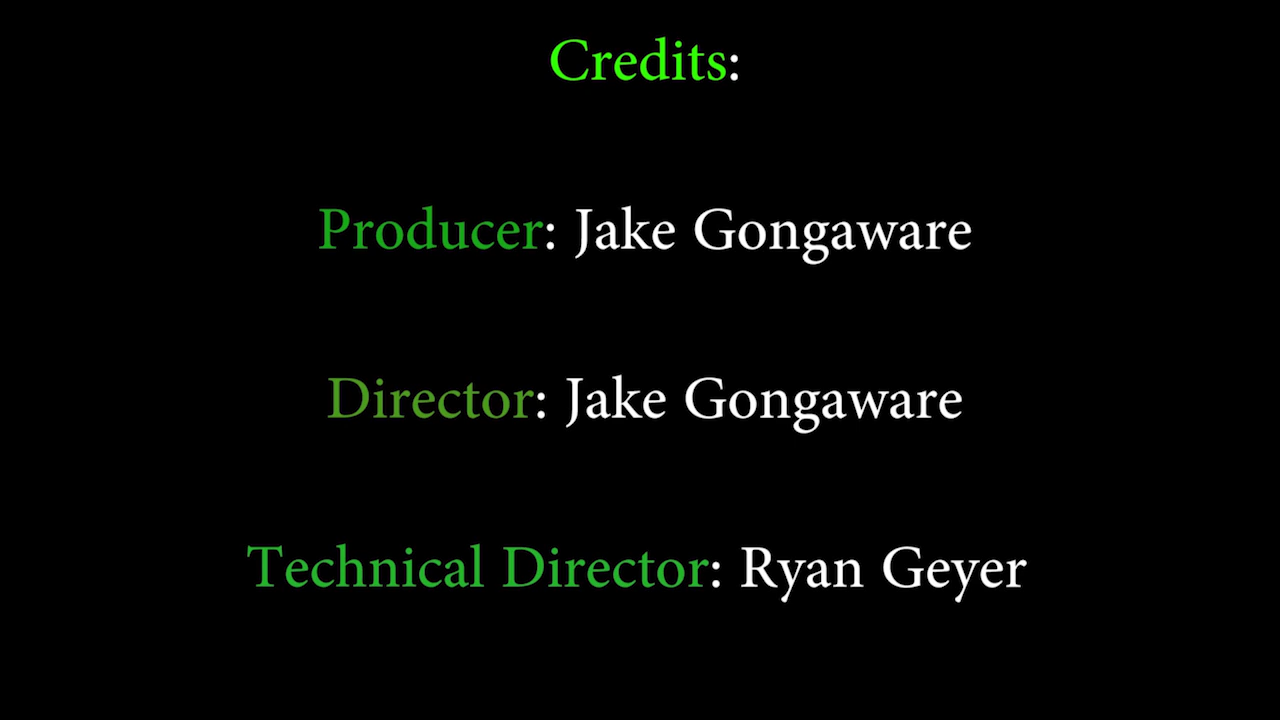 Credits:
Producer: Jake Gongaware
Director: Jake Gongaware
Technical Director: Ryan Geyer